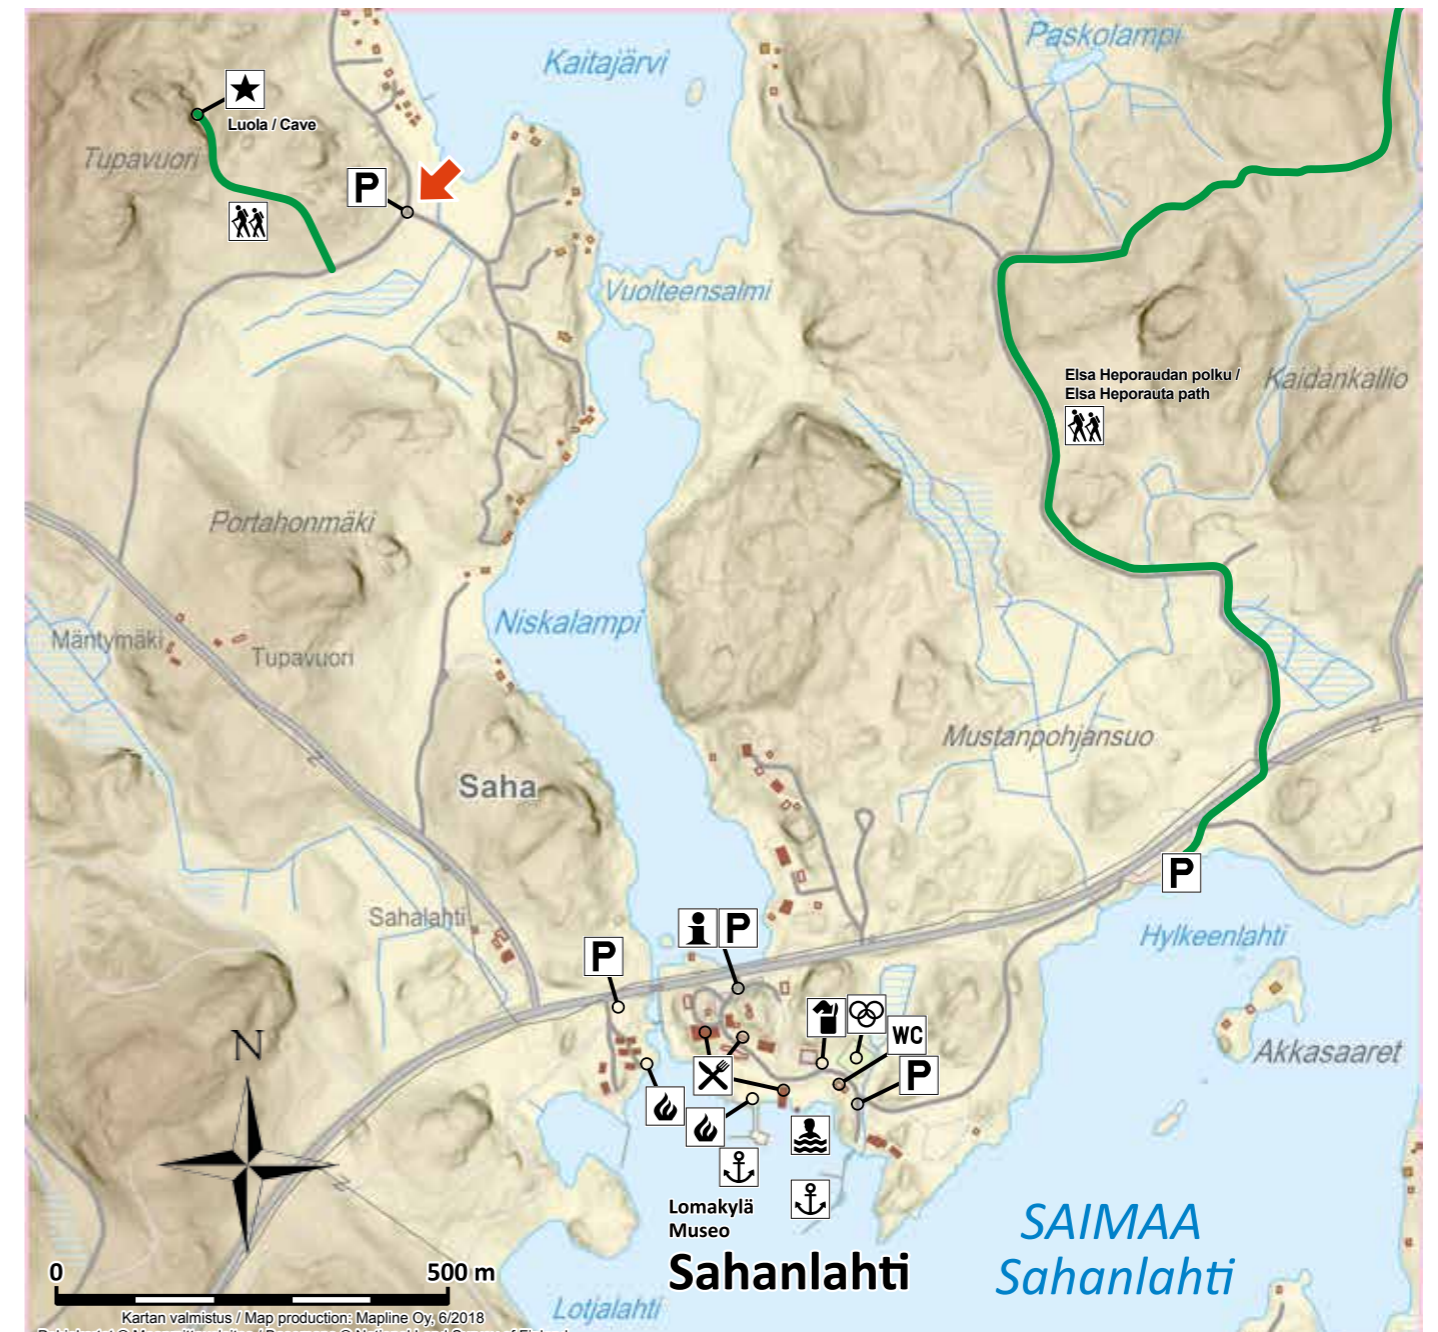 Kaitajärvi
Paskolampi
Luola / Cave
Tupavuori
P
Vuolteensalmi
Elsa Heporaudan polku /
Elsa Heporauta path
Kaidankallio
Portahonmäki
Niskalampi
Mäntymäki
Tupavuori
Mustanpohjansuo
Saha
P
Sahalahti
i P
P
Hylkeenlahti
N
WC
P
Akkasaaret
Lomakylä
Museo
Sahanlahti
SAIMAA
Sahanlahti
0 500 m
Lotjalahti
Kartan valmistus / Map production: Mapline Oy, 6/2018